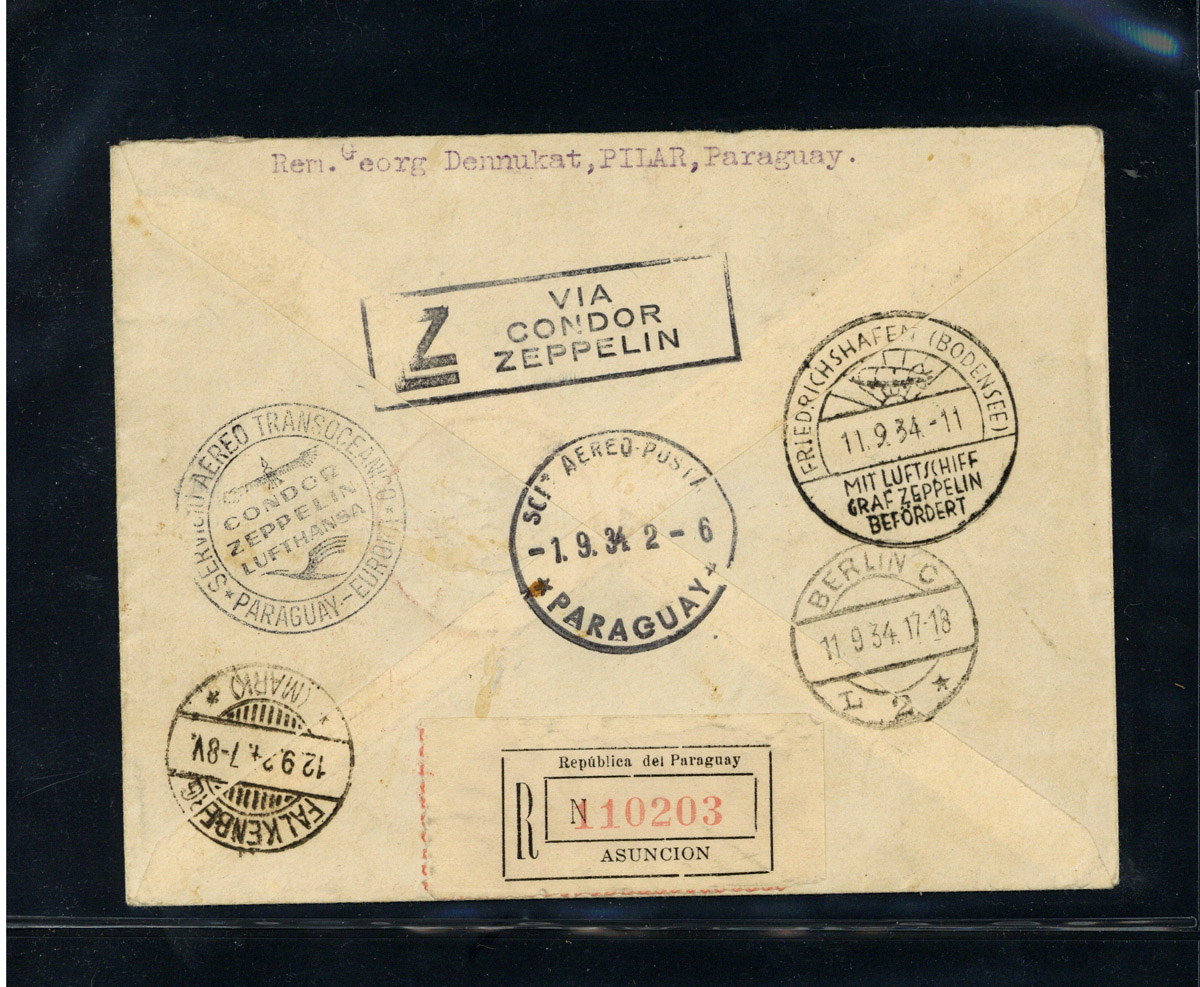 Rem. Georg Dennukat, PILAR, Paraguay.
Z
VIA
CONDOR
ZEPPELIN
FRIEDRICHSHAFEN (BODENSEE)
11.9.34.-11
MIT LUFTSCHIFF
GRAF ZEPPELIN
BEFÖRDERT
SERVICIO AEREO TRANSOCEANICO
CONDOR
ZEPPELIN
LUFTHANSA
* PARAGUAY-EUROPA *
AEREO-POSTAL
-1. 9. 34 2-6
* PARAGUAY *
BERLIN C
11.9 34. 17-18
L 2 *
FALKENBERG
12.9.34. 7-8V.
* (MARK) *
República del Paraguay
R
N 110203
ASUNCION